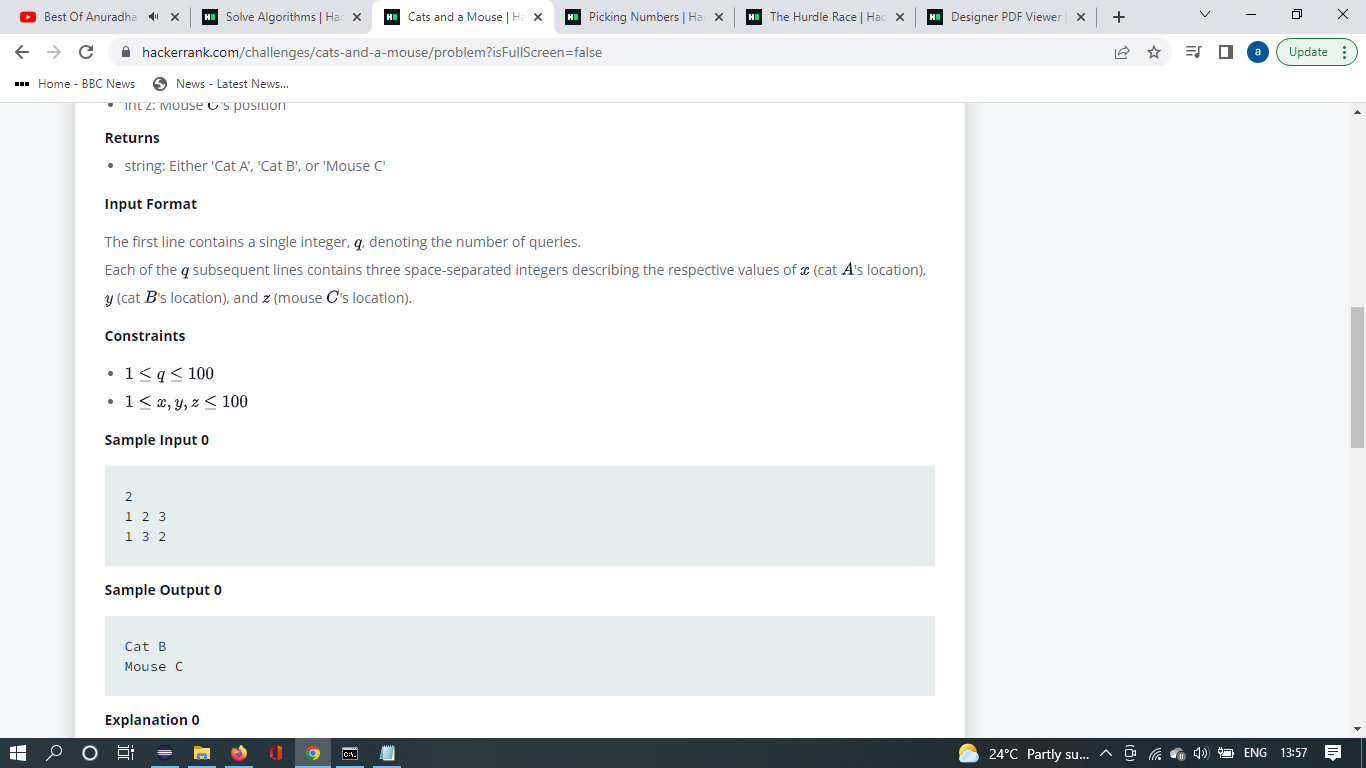 Best Of Anuradha
Solve Algorithms | Hac
Cats and a Mouse | Ha
Picking Numbers | Hac
The Hurdle Race | Hac
Designer PDF Viewer |
hackerrank.com/challenges/cats-and-a-mouse/problem?isFullScreen=false
a
Update
Home - BBC News
News - Latest News...
int z: Mouse C's position
Returns
string: Either 'Cat A', 'Cat B', or 'Mouse C'
Input Format
The first line contains a single integer, q, denoting the number of queries.
Each of the q subsequent lines contains three space-separated integers describing the respective values of x (cat A's location),
y (cat B's location), and z (mouse C's location).
Constraints
1 ≤ q ≤ 100
1 ≤ x, y, z ≤ 100
Sample Input 0
2
1 2 3
1 3 2
Sample Output 0
Cat B
Mouse C
Explanation 0
24°C Partly su...
ENG
13:57